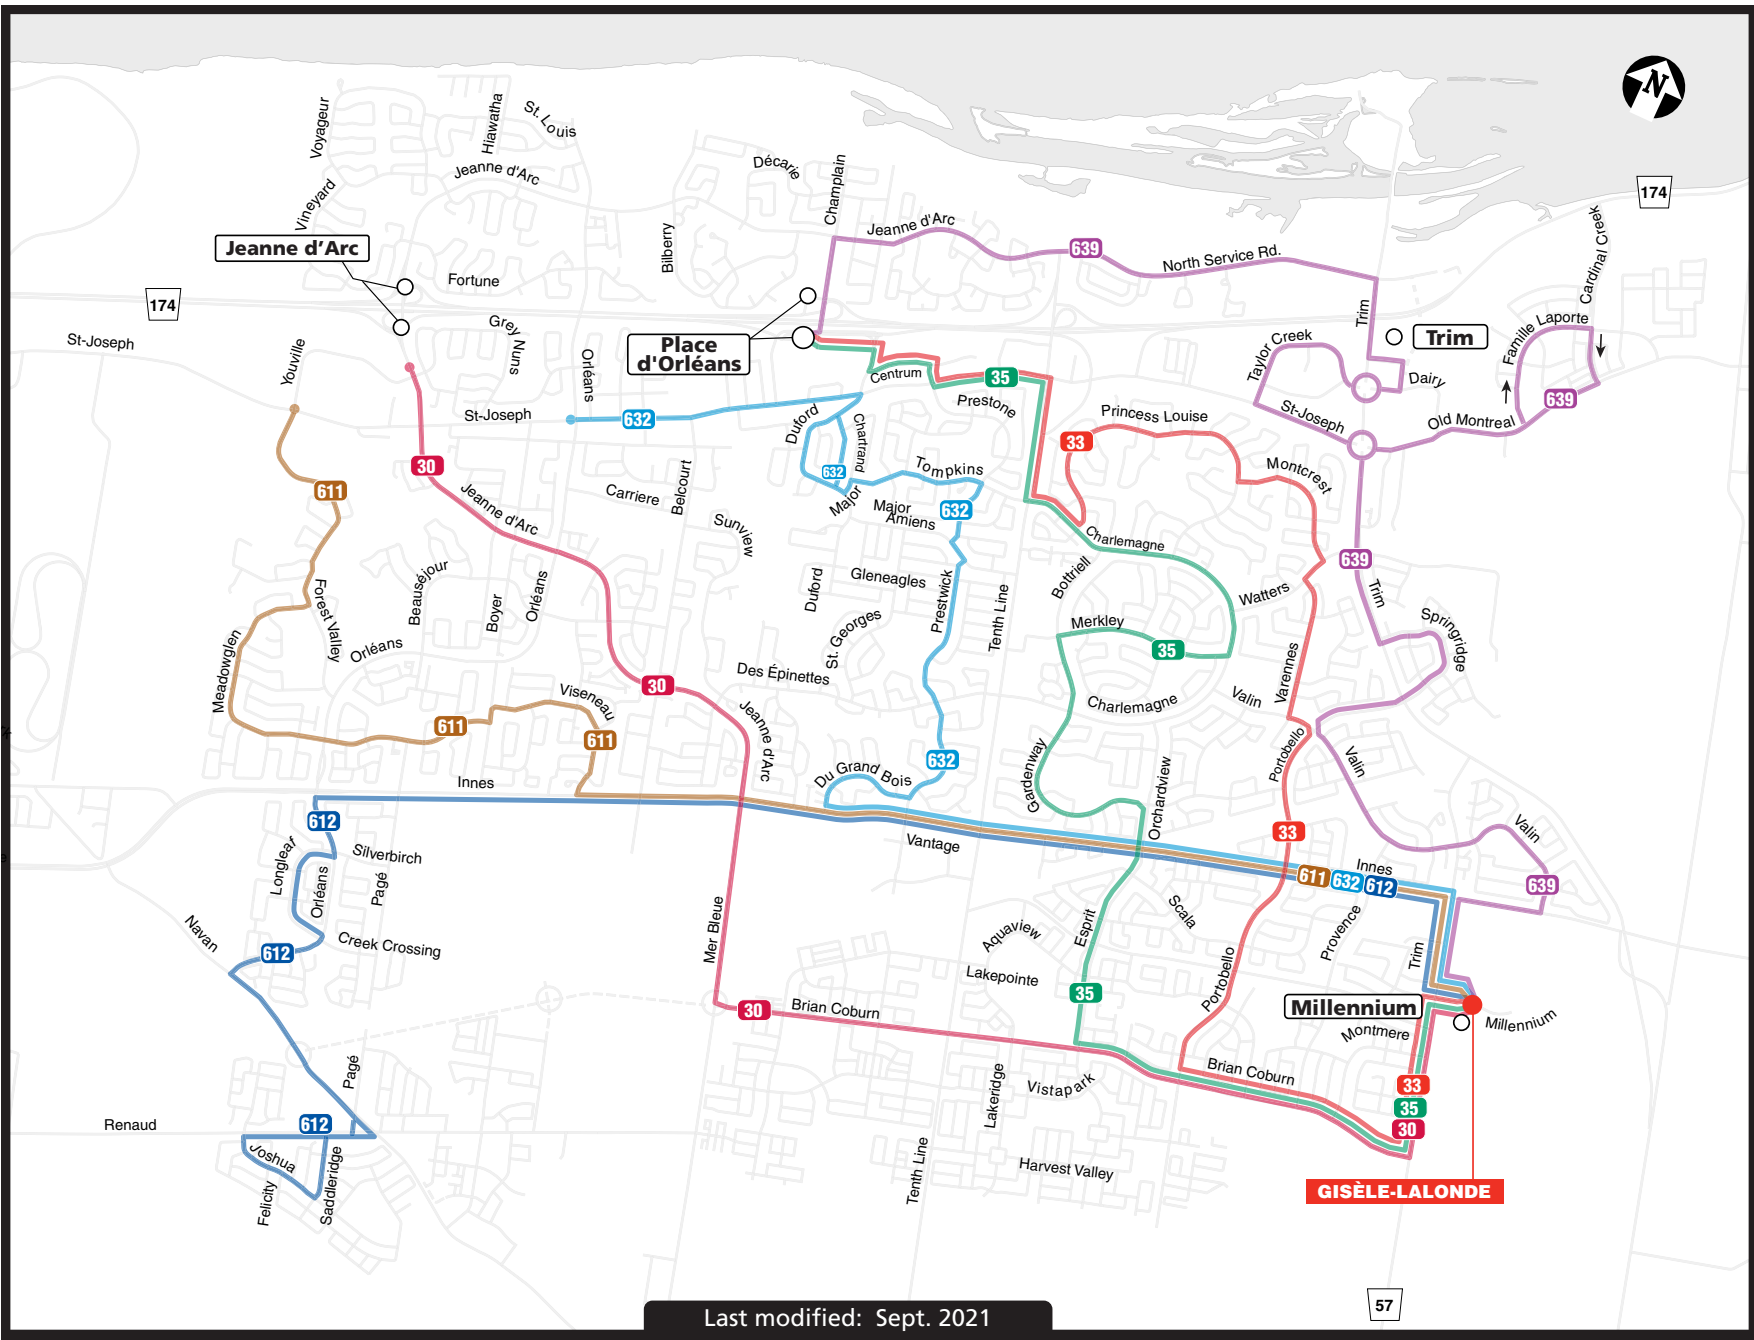 N
174
Voyageur
Hiawatha
St. Louis
Jeanne d'Arc
Vineyard
Décarie
Champlain
Bilberry
Jeanne d'Arc
639
North Service Rd.
Cardinal Creek
Jeanne d'Arc
Fortune
174
St-Joseph
Youville
Grey Nuns
Orléans
Place
d'Orléans
Trim
Trim
Taylor Creek
Famille Laporte
Dairy
639
Old Montreal
St-Joseph
Centrum
35
Prestone
Princess Louise
St-Joseph
632
Duford
Chartrand
632
Major
Tompkins
Major
Amiens
632
33
Montcrest
30
611
Jeanne d'Arc
Carriere
Belcourt
Sunview
Charlemagne
639
Trim
Bottriell
Watters
Springridge
Forest Valley
Beauséjour
Boyer
Orléans
Orléans
Duford
Gleneagles
St. Georges
Prestwick
Tenth Line
Merkley
35
Meadowglen
30
Des Épinettes
Varennes
Valin
Charlemagne
Viseneau
611
611
Jeanne d'Arc
Portobello
Valin
632
Du Grand Bois
Gardenway
Orchardview
Innes
612
Longleaf
Silverbirch
Orléans
Pagé
Vantage
33
Valin
Innes
611
632
612
639
Navan
612
Creek Crossing
Mer Bleue
Aquaview
Lakepointe
Esprit
Scala
Provence
Trim
Portobello
35
30
Brian Coburn
Millennium
Montmere
Millennium
Brian Coburn
33
35
30
Pagé
Lakeridge
Vistapark
Renaud
612
Joshua
Felicity
Saddleridge
Tenth Line
Harvest Valley
GISÈLE-LALONDE
57
Last modified: Sept. 2021